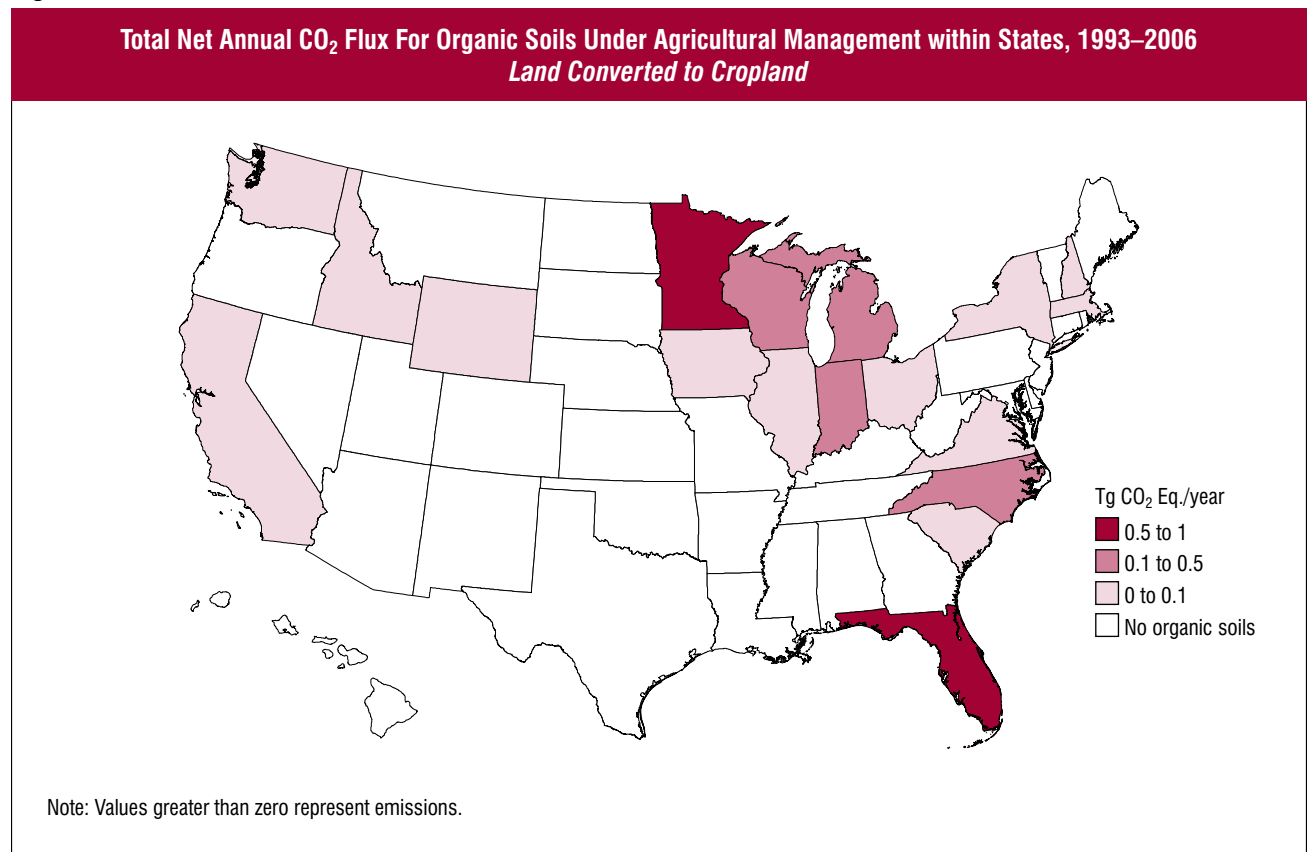 Total Net Annual CO₂ Flux For Organic Soils Under Agricultural Management within States, 1993–2006
Land Converted to Cropland
Tg CO₂ Eq./year
0.5 to 1
0.1 to 0.5
0 to 0.1
No organic soils
Note: Values greater than zero represent emissions.